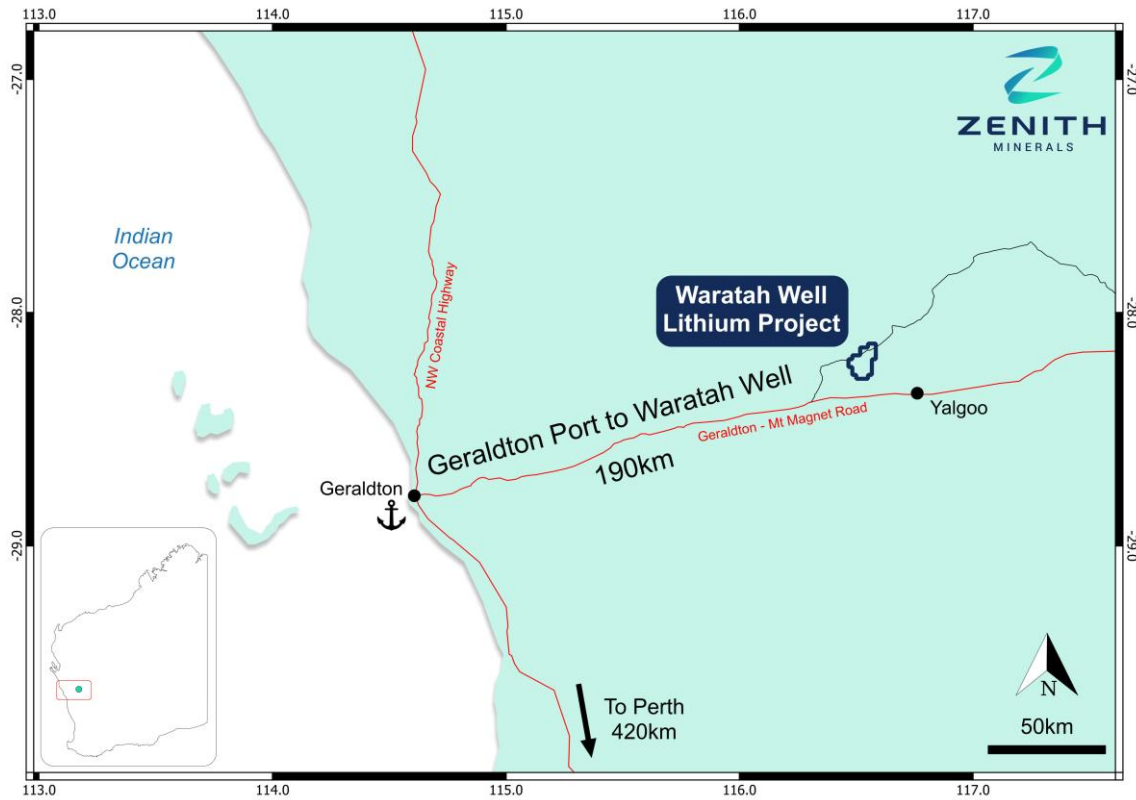 113.0
114.0
115.0
116.0
117.0
-27.0
-27.0
ZENITH
MINERALS
Indian
Ocean
NW Coastal Highway
Waratah Well
Lithium Project
-28.0
-28.0
Geraldton Port to Waratah Well
190km
Geraldton - Mt Magnet Road
Yalgoo
Geraldton
-29.0
-29.0
To Perth
420km
N
50km
113.0
114.0
115.0
116.0
117.0